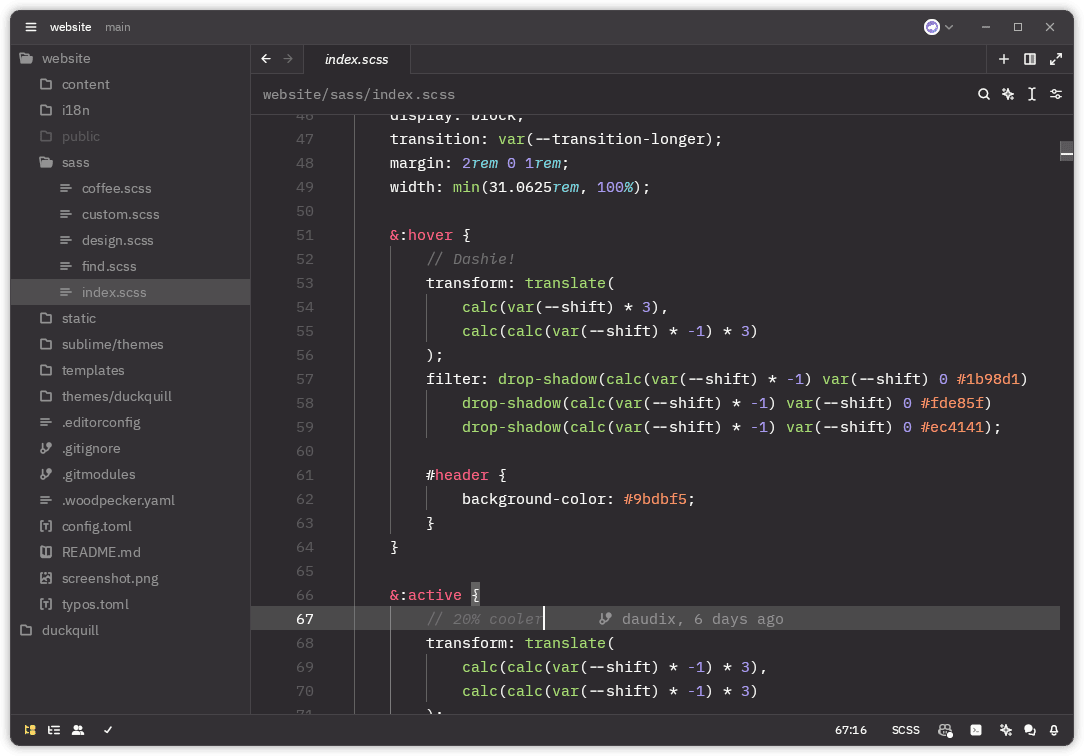 website main
website
content
i18n
public
sass
coffee.scss
custom.scss
design.scss
find.scss
index.scss
static
sublime/themes
templates
themes/duckquill
.editorconfig
.gitignore
.gitmodules
.woodpecker.yaml
config.toml
README.md
screenshot.png
typos.toml
duckquill
index.scss
website/sass/index.scss
46 display: block;
47 transition: var(--transition-longer);
48 margin: 2rem 0 1rem;
49 width: min(31.0625rem, 100%);
50
51 &:hover {
52 // Dashie!
53 transform: translate(
54 calc(var(--shift) * 3),
55 calc(calc(var(--shift) * -1) * 3)
56 );
57 filter: drop-shadow(calc(var(--shift) * -1) var(--shift) 0 #1b98d1)
58 drop-shadow(calc(var(--shift) * -1) var(--shift) 0 #fde85f)
59 drop-shadow(calc(var(--shift) * -1) var(--shift) 0 #ec4141);
60
61 #header {
62 background-color: #9bdbf5;
63 }
64 }
65
66 &:active {
67 // 20% cooler daudix, 6 days ago
68 transform: translate(
69 calc(calc(var(--shift) * -1) * 3),
70 calc(calc(var(--shift) * -1) * 3)
71 );
67:16 SCSS